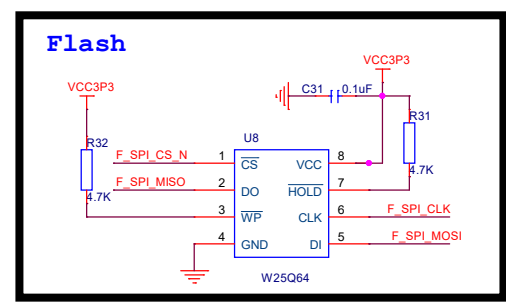 Flash
VCC3P3
VCC3P3
C31
0.1uF
R31
4.7K
R32
4.7K
U8
F_SPI_CS_N
1
CS
VCC
8
F_SPI_MISO
2
DO
HOLD
7
3
WP
CLK
6
F_SPI_CLK
4
GND
DI
5
F_SPI_MOSI
W25Q64